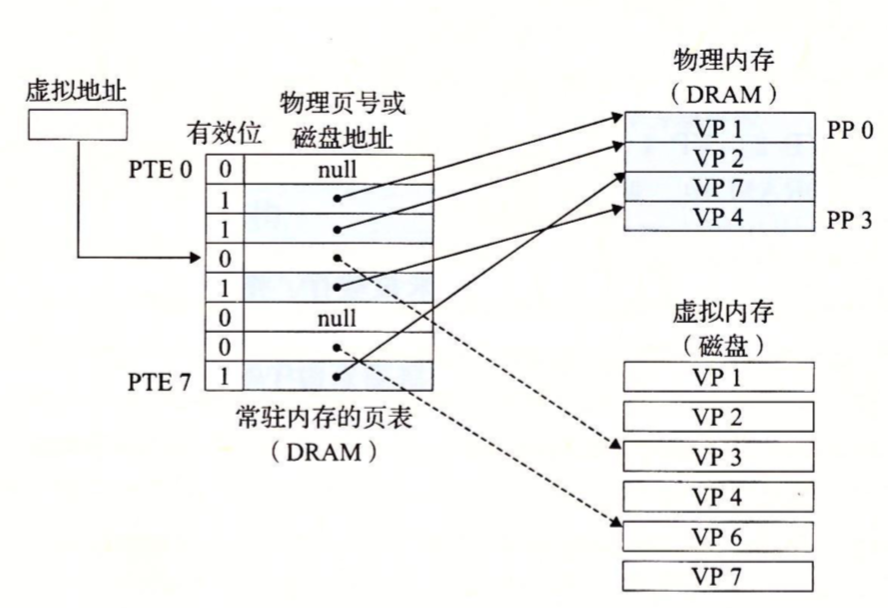 虚拟地址
有效位
物理页号或
磁盘地址
PTE 0
0
null
1
1
0
1
0
null
0
PTE 7
1
常驻内存的页表
（DRAM）
物理内存
（DRAM）
VP 1
PP 0
VP 2
VP 7
VP 4
PP 3
虚拟内存
（磁盘）
VP 1
VP 2
VP 3
VP 4
VP 6
VP 7